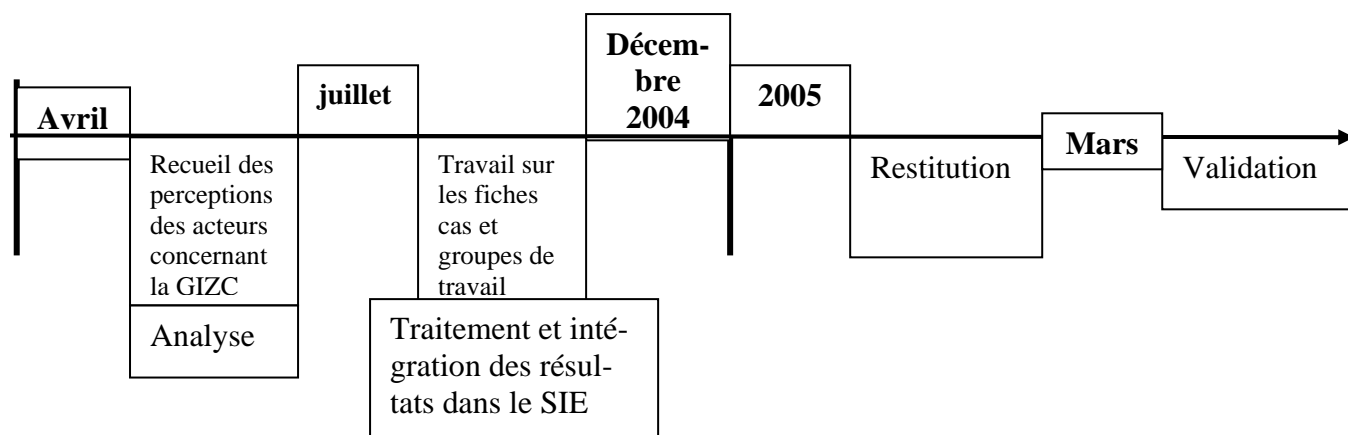 Avril
Recueil des
perceptions
des acteurs
concernant
la GIZC
Analyse
juillet
Travail sur
les fiches
cas et
groupes de
travail
Traitement et inté-
gration des résul-
tats dans le SIE
Décem-
bre
2004
2005
Restitution
Mars
Validation